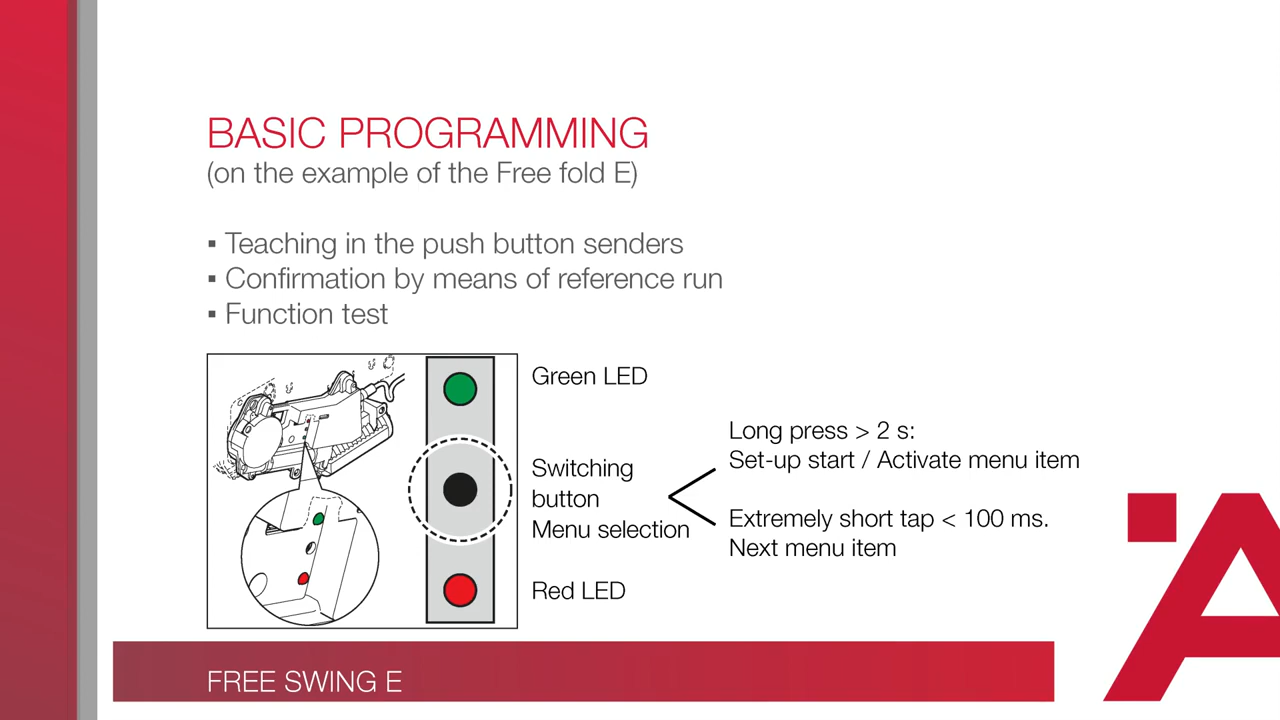 BASIC PROGRAMMING
(on the example of the Free fold E)
▪ Teaching in the push button senders
▪ Confirmation by means of reference run
▪ Function test
Green LED
Switching
button
Menu selection
Long press > 2 s:
Set-up start / Activate menu item
Extremely short tap < 100 ms.
Next menu item
Red LED
FREE SWING E